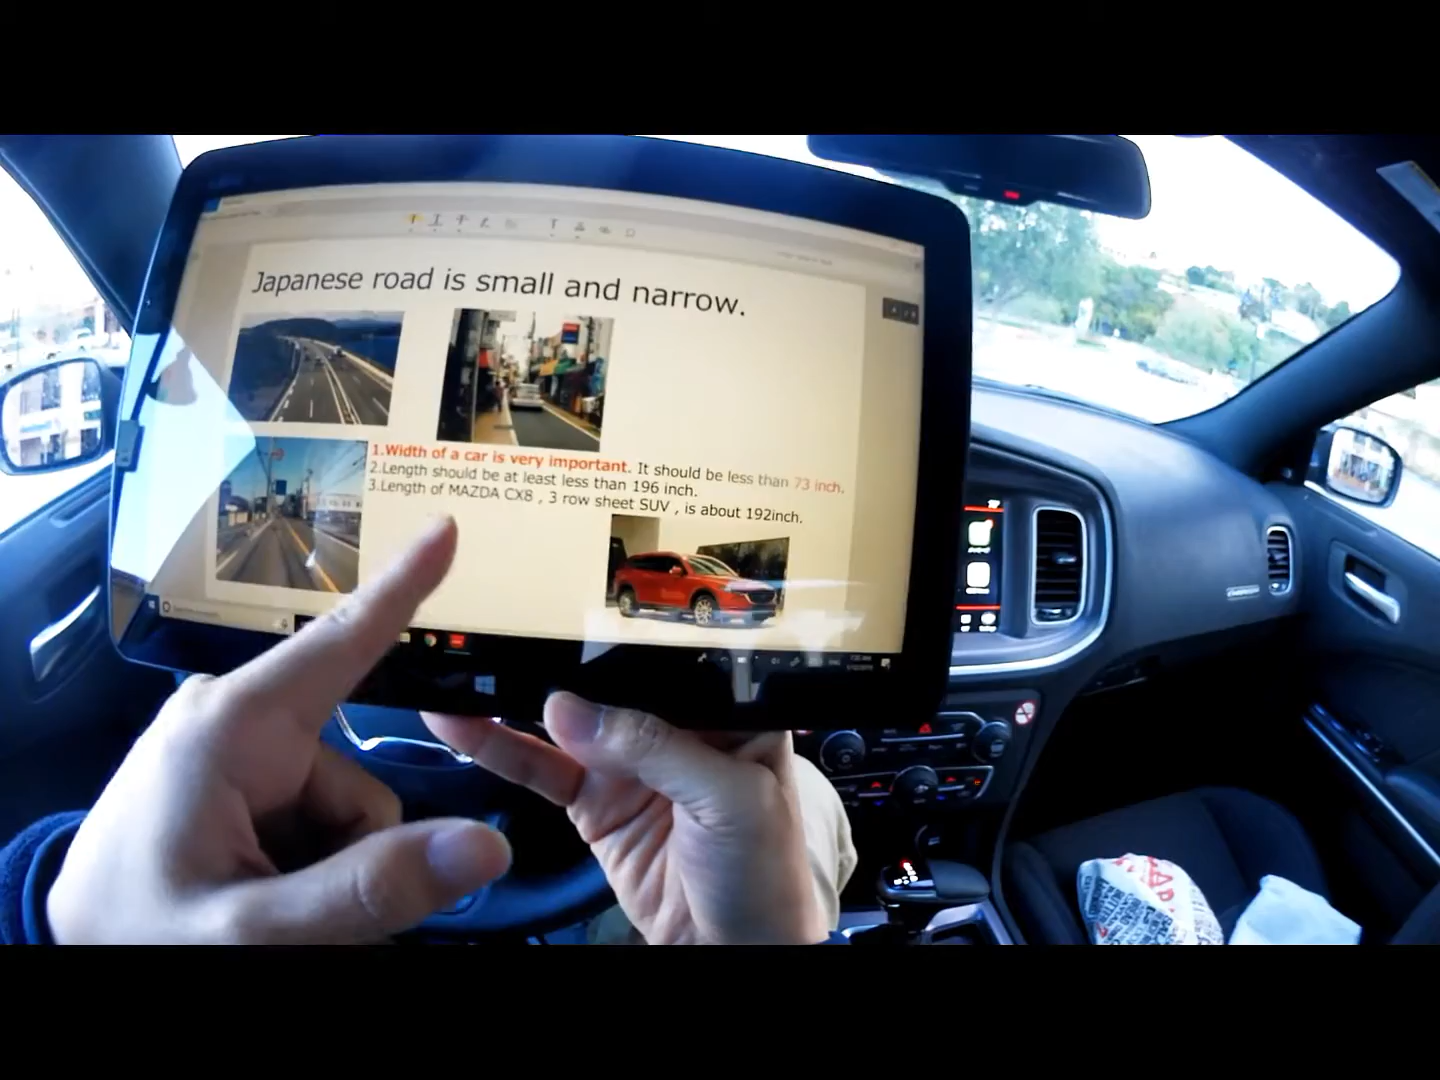 Japanese road is small and narrow.
1.Width of a car is very important. It should be less than 73 inch.
2.Length should be at least less than 196 inch.
3.Length of MAZDA CX8 , 3 row sheet SUV , is about 192inch.